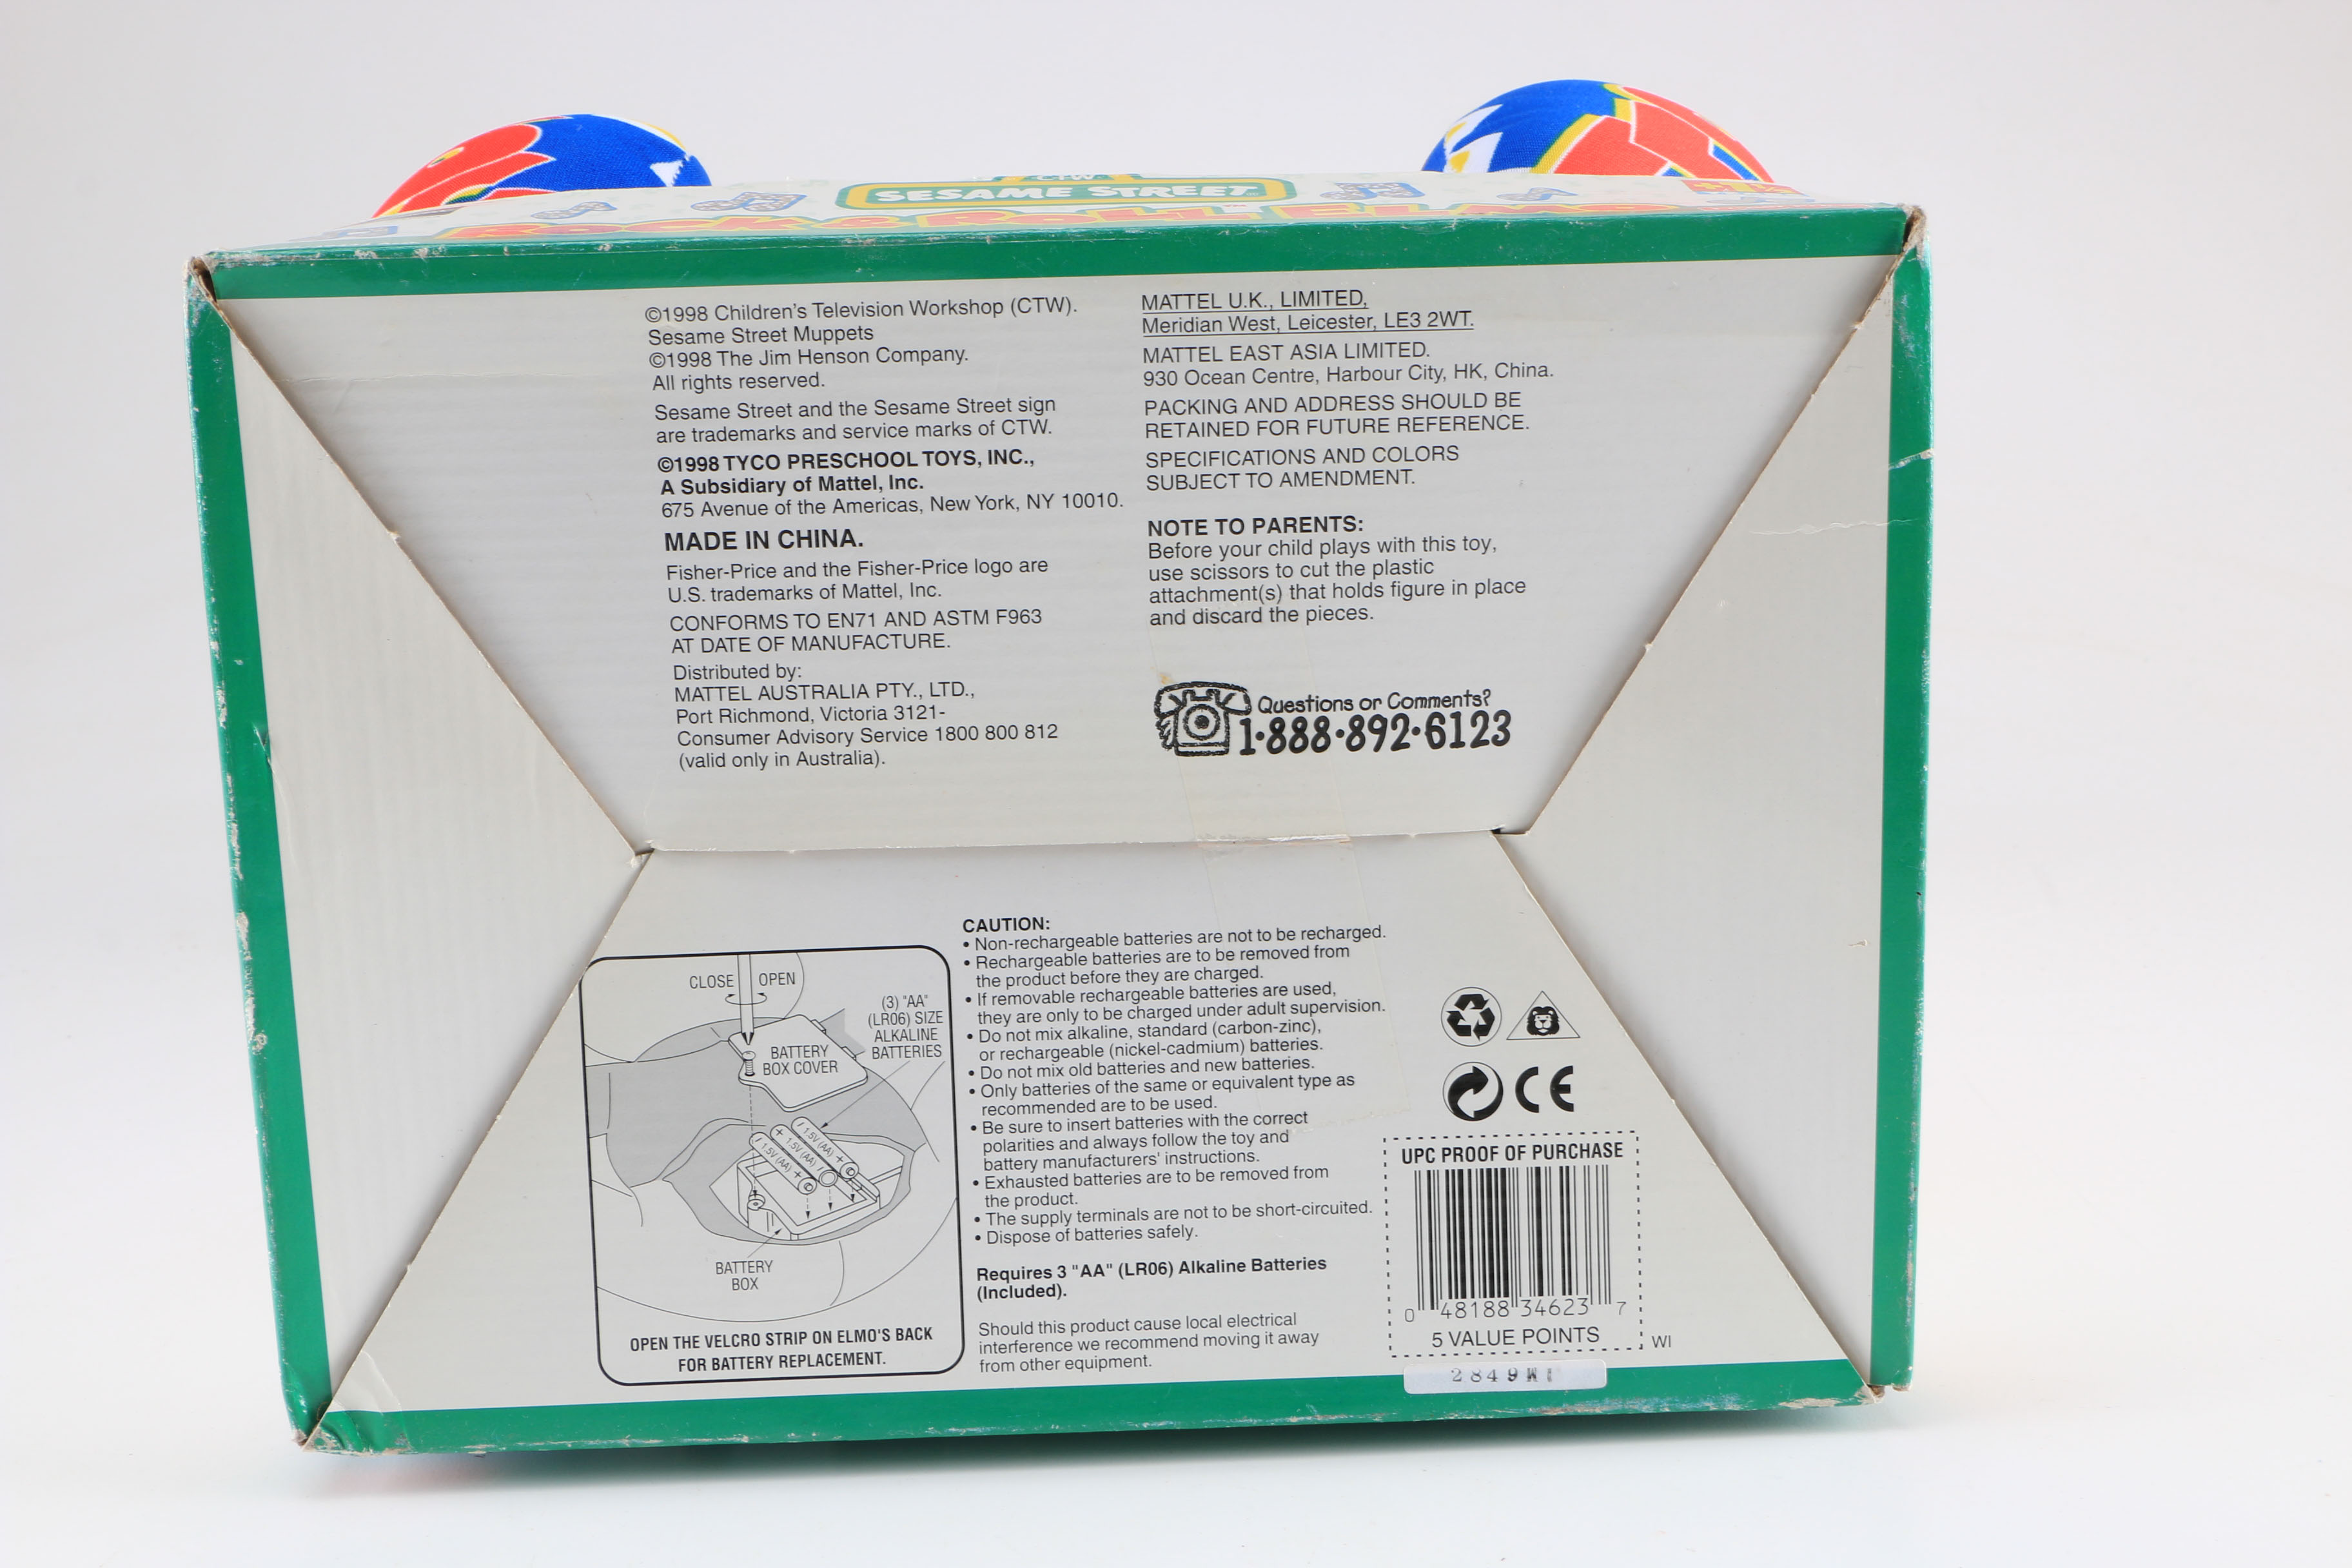 CTW
SESAME STREET
ROCK & ROLL ELMO
©1998 Children's Television Workshop (CTW).
Sesame Street Muppets
©1998 The Jim Henson Company.
All rights reserved.
Sesame Street and the Sesame Street sign
are trademarks and service marks of CTW.
©1998 TYCO PRESCHOOL TOYS, INC.,
A Subsidiary of Mattel, Inc.
675 Avenue of the Americas, New York, NY 10010.
MADE IN CHINA.
Fisher-Price and the Fisher-Price logo are
U.S. trademarks of Mattel, Inc.
CONFORMS TO EN71 AND ASTM F963
AT DATE OF MANUFACTURE.
Distributed by:
MATTEL AUSTRALIA PTY., LTD.,
Port Richmond, Victoria 3121-
Consumer Advisory Service 1800 800 812
(valid only in Australia).
MATTEL U.K., LIMITED,
Meridian West, Leicester, LE3 2WT.
MATTEL EAST ASIA LIMITED.
930 Ocean Centre, Harbour City, HK, China.
PACKING AND ADDRESS SHOULD BE
RETAINED FOR FUTURE REFERENCE.
SPECIFICATIONS AND COLORS
SUBJECT TO AMENDMENT.
NOTE TO PARENTS:
Before your child plays with this toy,
use scissors to cut the plastic
attachment(s) that holds figure in place
and discard the pieces.
Questions or Comments?
1·888·892·6123
CLOSE OPEN
(3) "AA"
(LR06) SIZE
ALKALINE
BATTERIES
BATTERY
BOX COVER
1.5V (AA)
1.5V (AA)
1.5V (AA)
BATTERY
BOX
OPEN THE VELCRO STRIP ON ELMO'S BACK
FOR BATTERY REPLACEMENT.
CAUTION:
• Non-rechargeable batteries are not to be recharged.
• Rechargeable batteries are to be removed from
the product before they are charged.
• If removable rechargeable batteries are used,
they are only to be charged under adult supervision.
• Do not mix alkaline, standard (carbon-zinc),
or rechargeable (nickel-cadmium) batteries.
• Do not mix old batteries and new batteries.
• Only batteries of the same or equivalent type as
recommended are to be used.
• Be sure to insert batteries with the correct
polarities and always follow the toy and
battery manufacturers' instructions.
• Exhausted batteries are to be removed from
the product.
• The supply terminals are not to be short-circuited.
• Dispose of batteries safely.
Requires 3 "AA" (LR06) Alkaline Batteries
(Included).
Should this product cause local electrical
interference we recommend moving it away
from other equipment.
CE
UPC PROOF OF PURCHASE
0 48188 34623 7
5 VALUE POINTS
WI
2849WI